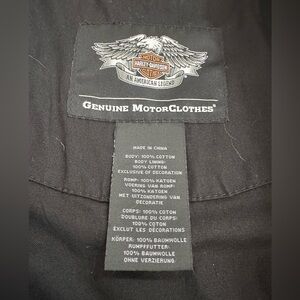 MOTOR
HARLEY-DAVIDSON
CLOTHES
AN AMERICAN LEGEND
GENUINE MOTORCLOTHES®
MADE IN CHINA
BODY: 100% COTTON
BODY LINING:
100% COTTON
EXCLUSIVE OF DECORATION
ROMP: 100% KATOEN
VOERING VAN ROMP:
100% KATOEN
MET UITZONDERING VAN
DECORATIE
CORPS: 100% COTON
DOUBLURE DU CORPS:
100% COTON
EXCLUT LES DÉCORATIONS
KÖRPER: 100% BAUMWOLLE
RUMPFFUTTER:
100% BAUMWOLLE
OHNE VERZIERUNG